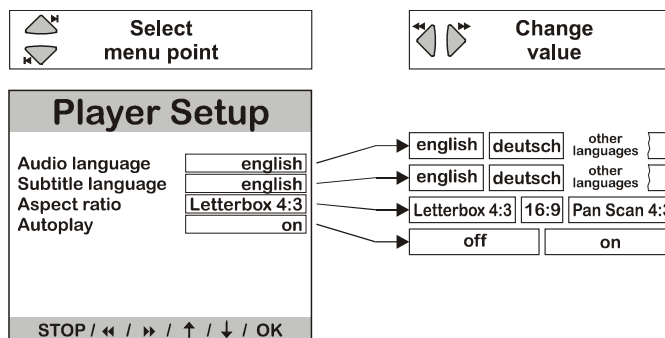 Select
menu point
Change
value
Player Setup
Audio language english
Subtitle language english
Aspect ratio Letterbox 4:3
Autoplay on
STOP / ◀◀ / ▶▶ / ↑ / ↓ / OK
english deutsch other languages
english deutsch other languages
Letterbox 4:3 16:9 Pan Scan 4:3
off on